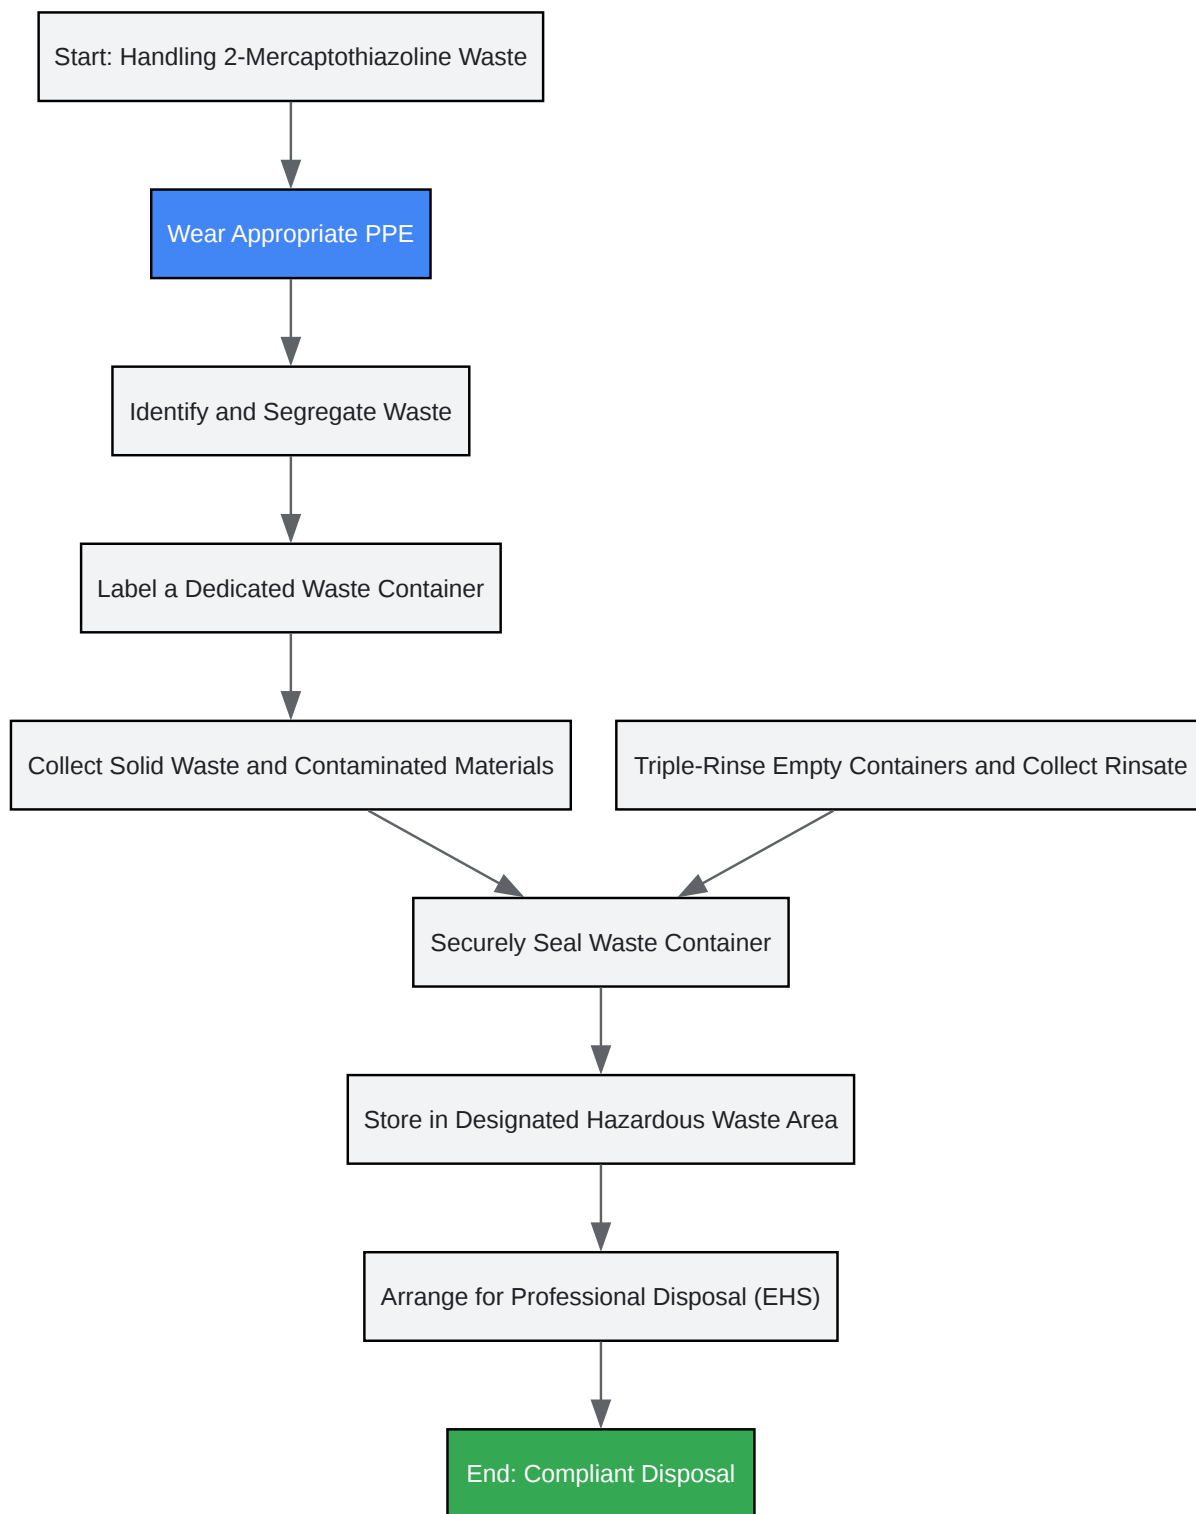 Start: Handling 2-Mercaptothiazoline Waste
Wear Appropriate PPE
Identify and Segregate Waste
Label a Dedicated Waste Container
Collect Solid Waste and Contaminated Materials
Triple-Rinse Empty Containers and Collect Rinsate
Securely Seal Waste Container
Store in Designated Hazardous Waste Area
Arrange for Professional Disposal (EHS)
End: Compliant Disposal